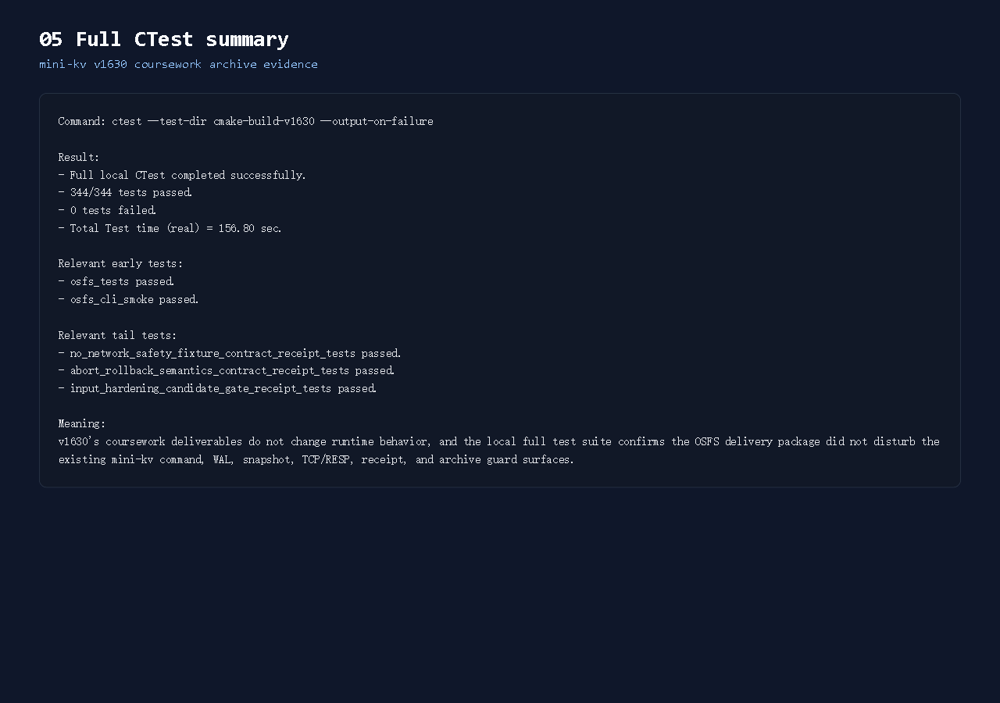 05 Full CTest summary
mini-kv v1630 coursework archive evidence
Command: ctest --test-dir cmake-build-v1630 --output-on-failure
Result:
- Full local CTest completed successfully.
- 344/344 tests passed.
- 0 tests failed.
- Total Test time (real) = 156.80 sec.
Relevant early tests:
- osfs_tests passed.
- osfs_cli_smoke passed.
Relevant tail tests:
- no_network_safety_fixture_contract_receipt_tests passed.
- abort_rollback_semantics_contract_receipt_tests passed.
- input_hardening_candidate_gate_receipt_tests passed.
Meaning:
v1630's coursework deliverables do not change runtime behavior, and the local full test suite confirms the OSFS delivery package did not disturb the
existing mini-kv command, WAL, snapshot, TCP/RESP, receipt, and archive guard surfaces.